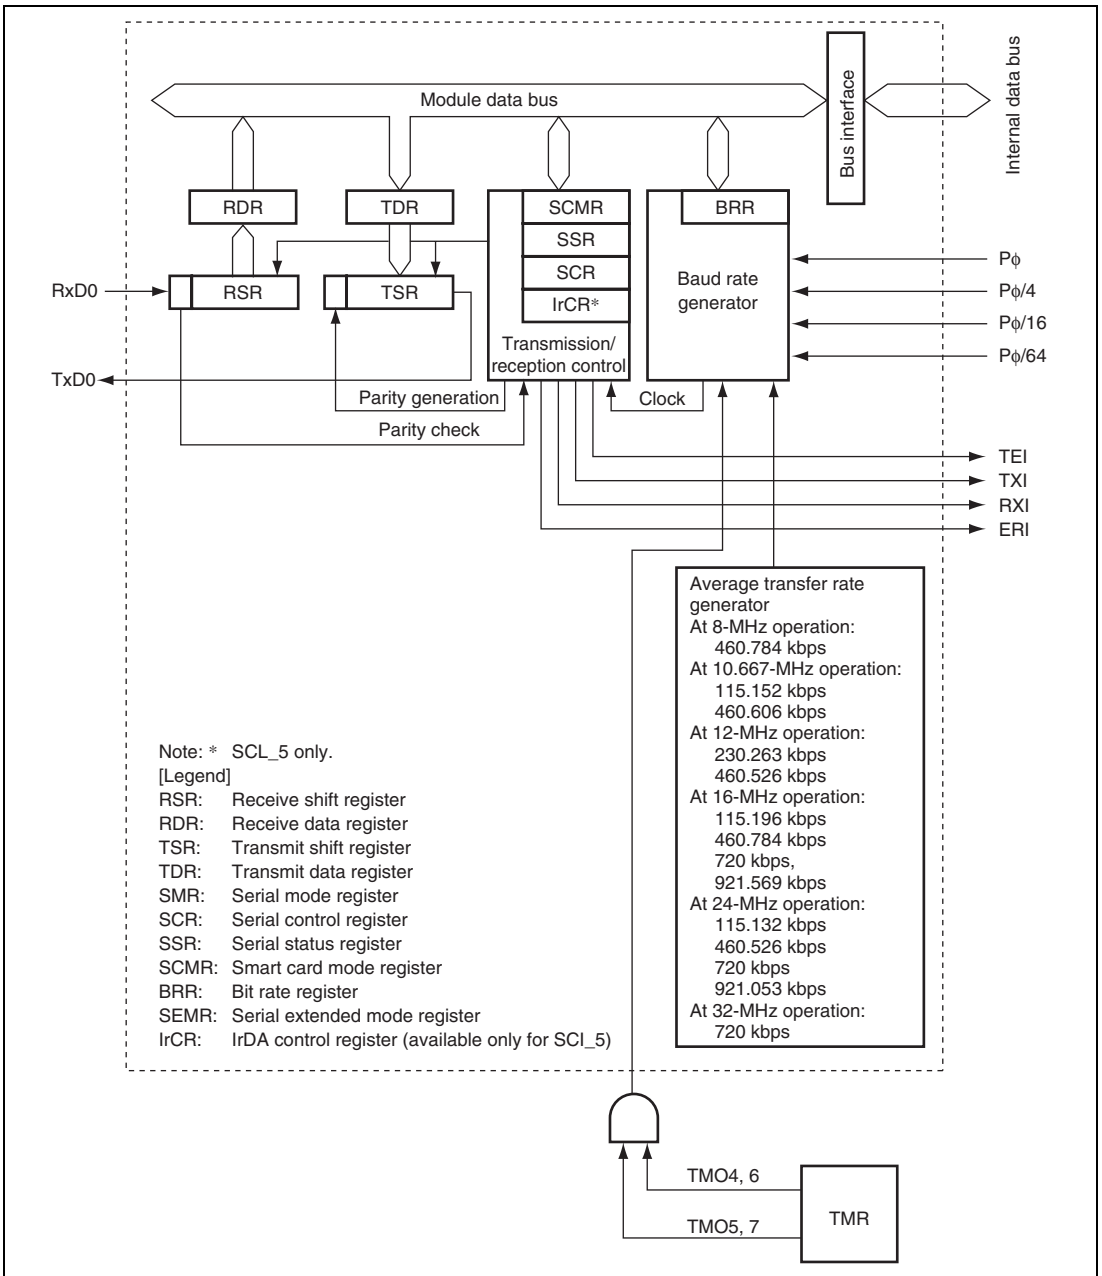 Module data bus
Bus interface
Internal data bus
RDR
TDR
SCMR
BRR
SSR
SCR
IrCR*
RSR
TSR
Baud rate
generator
Transmission/
reception control
RxD0
TxD0
Pϕ
Pϕ/4
Pϕ/16
Pϕ/64
Parity generation
Clock
Parity check
TEI
TXI
RXI
ERI
Average transfer rate
generator
At 8-MHz operation:
460.784 kbps
At 10.667-MHz operation:
115.152 kbps
460.606 kbps
At 12-MHz operation:
230.263 kbps
460.526 kbps
At 16-MHz operation:
115.196 kbps
460.784 kbps
720 kbps,
921.569 kbps
At 24-MHz operation:
115.132 kbps
460.526 kbps
720 kbps
921.053 kbps
At 32-MHz operation:
720 kbps
Note: * SCL_5 only.
[Legend]
RSR: Receive shift register
RDR: Receive data register
TSR: Transmit shift register
TDR: Transmit data register
SMR: Serial mode register
SCR: Serial control register
SSR: Serial status register
SCMR: Smart card mode register
BRR: Bit rate register
SEMR: Serial extended mode register
IrCR: IrDA control register (available only for SCI_5)
TMO4, 6
TMO5, 7
TMR